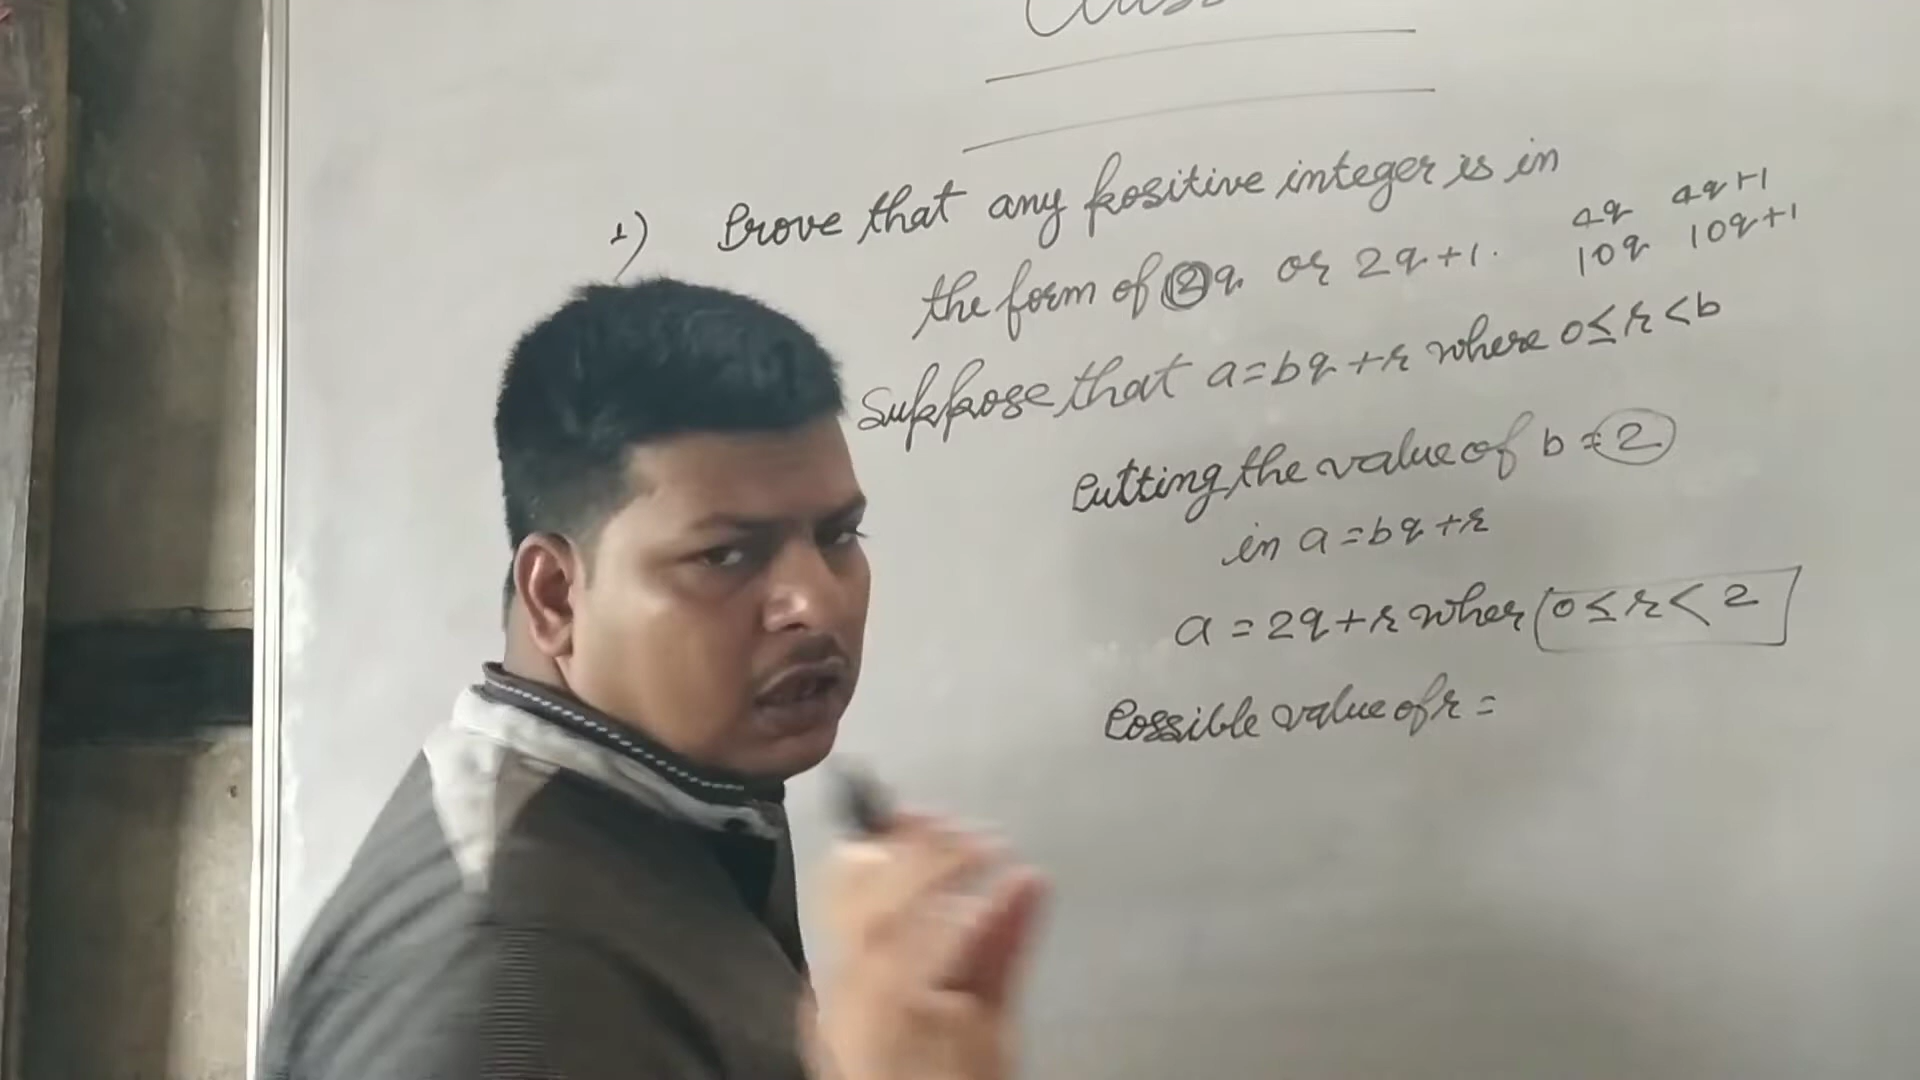 Class
1) Prove that any positive integer is in
the form of 2q or 2q+1.
4q 4q+1
10q 10q+1
Suppose that a=bq+r where 0≤r<b
Putting the value of b=2
in a=bq+r
a=2q+r wher 0≤r<2
Possible value of r=